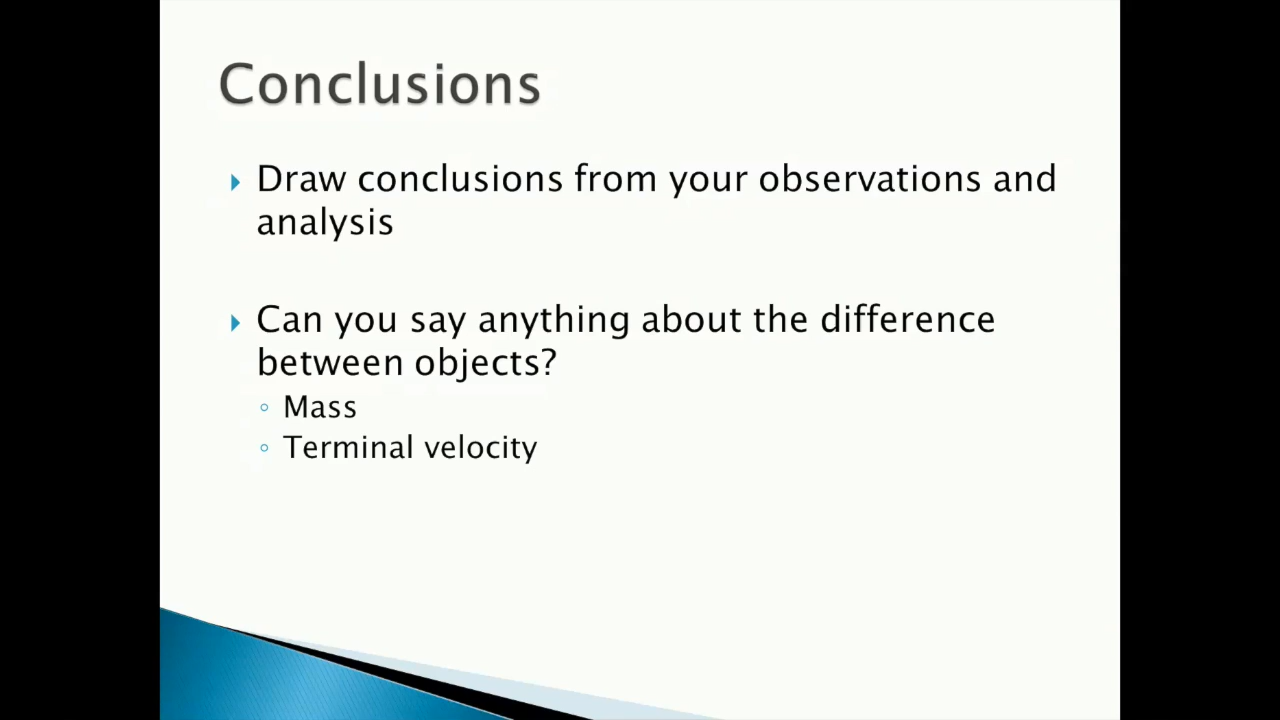 Conclusions
Draw conclusions from your observations and
analysis
Can you say anything about the difference
between objects?
Mass
Terminal velocity